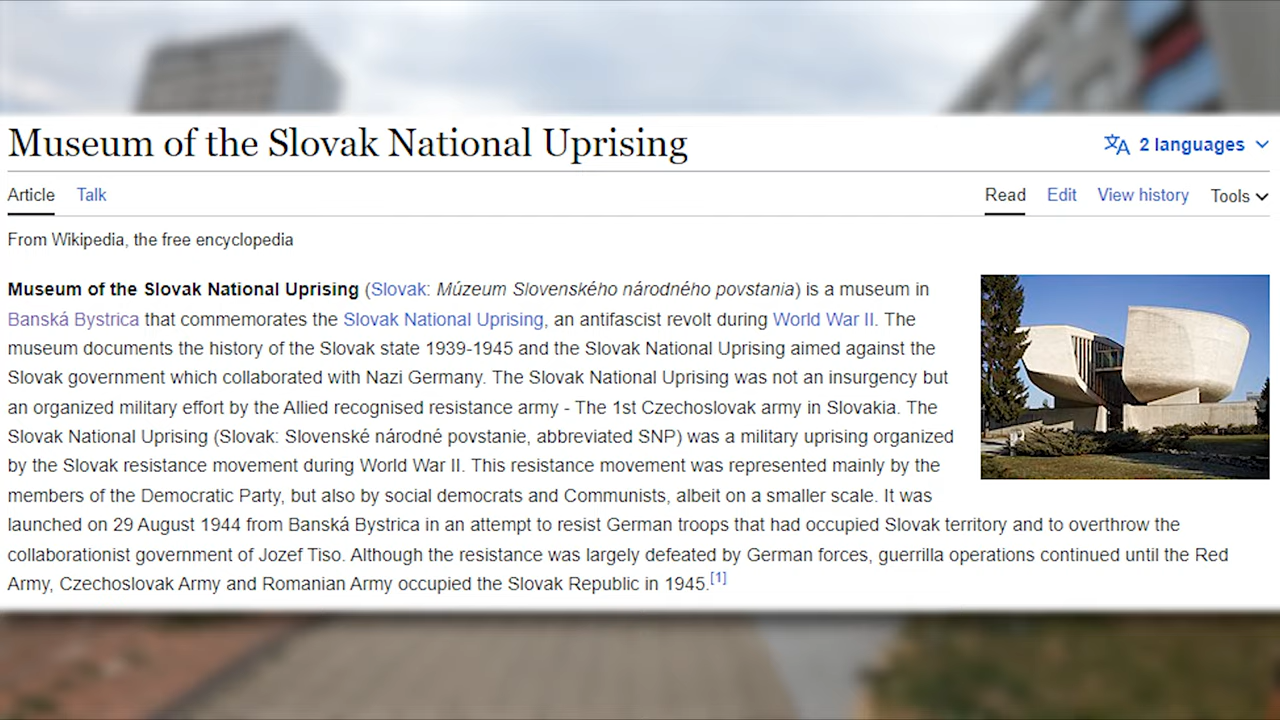 Museum of the Slovak National Uprising
2 languages
Article Talk Read Edit View history Tools
From Wikipedia, the free encyclopedia
Museum of the Slovak National Uprising (Slovak: Múzeum Slovenského národného povstania) is a museum in
Banská Bystrica that commemorates the Slovak National Uprising, an antifascist revolt during World War II. The
museum documents the history of the Slovak state 1939-1945 and the Slovak National Uprising aimed against the
Slovak government which collaborated with Nazi Germany. The Slovak National Uprising was not an insurgency but
an organized military effort by the Allied recognised resistance army - The 1st Czechoslovak army in Slovakia. The
Slovak National Uprising (Slovak: Slovenské národné povstanie, abbreviated SNP) was a military uprising organized
by the Slovak resistance movement during World War II. This resistance movement was represented mainly by the
members of the Democratic Party, but also by social democrats and Communists, albeit on a smaller scale. It was
launched on 29 August 1944 from Banská Bystrica in an attempt to resist German troops that had occupied Slovak territory and to overthrow the
collaborationist government of Jozef Tiso. Although the resistance was largely defeated by German forces, guerrilla operations continued until the Red
Army, Czechoslovak Army and Romanian Army occupied the Slovak Republic in 1945.[1]